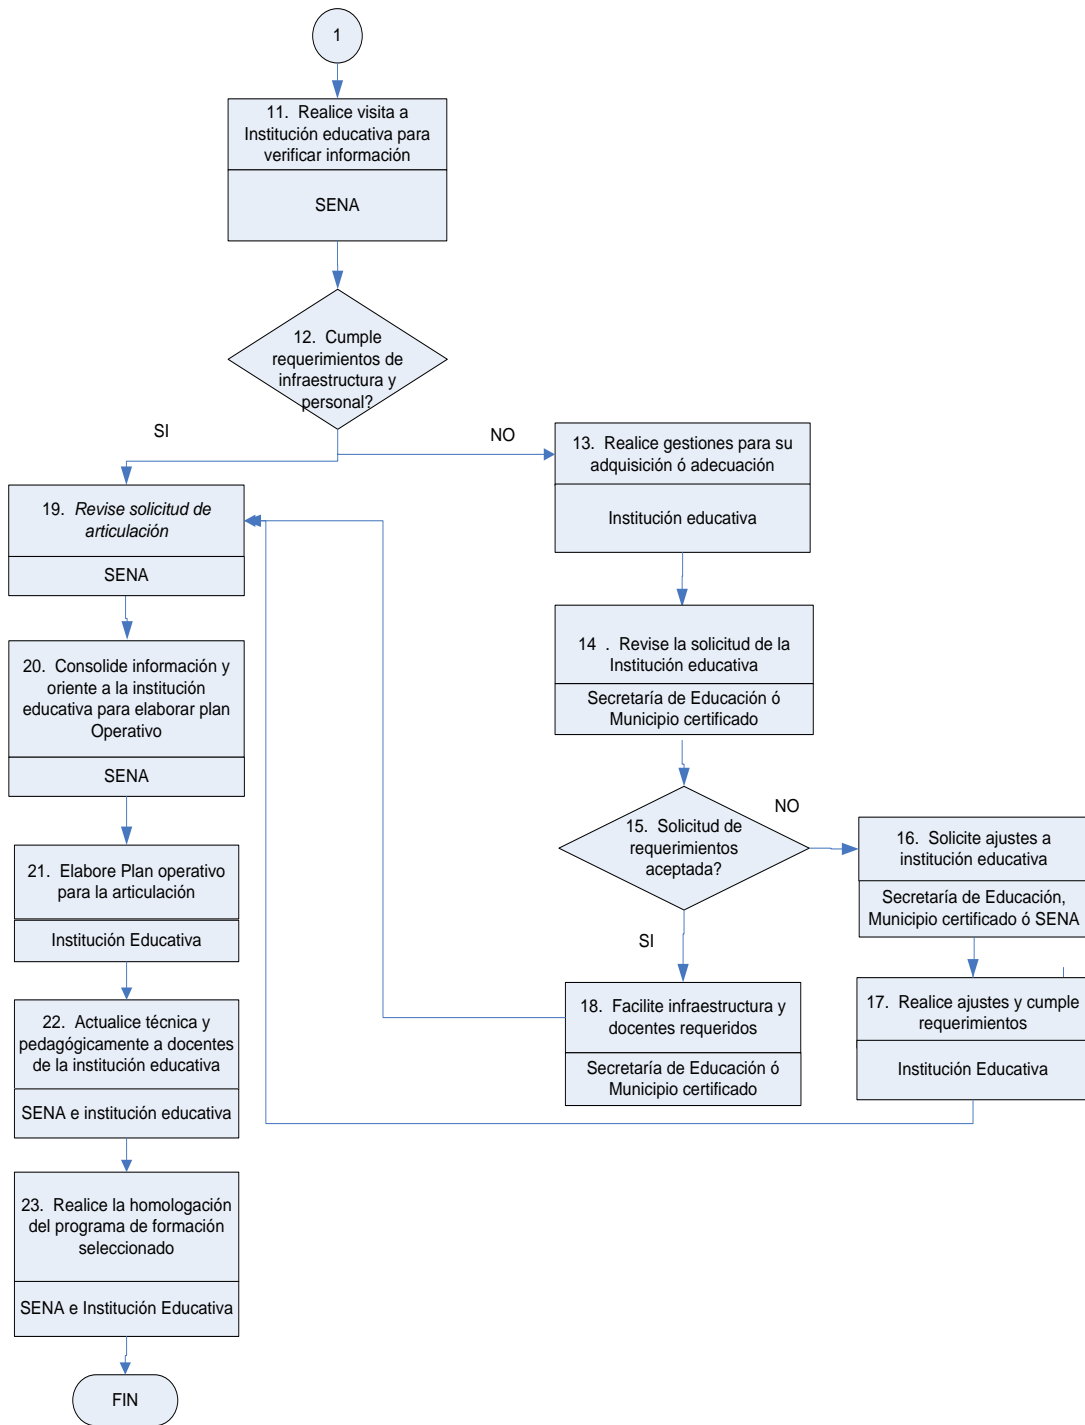 1
11. Realice visita a
Institución educativa para
verificar información
SENA
12. Cumple
requerimientos de
infraestructura y
personal?
SI
NO
13. Realice gestiones para su
adquisición ó adecuación
Institución educativa
19. Revise solicitud de
articulación
SENA
14 . Revise la solicitud de la
Institución educativa
Secretaría de Educación ó
Municipio certificado
20. Consolide información y
oriente a la institución
educativa para elaborar plan
Operativo
SENA
15. Solicitud de
requerimientos
aceptada?
NO
SI
16. Solicite ajustes a
institución educativa
Secretaría de Educación,
Municipio certificado ó SENA
21. Elabore Plan operativo
para la articulación
Institución Educativa
17. Realice ajustes y cumple
requerimientos
Institución Educativa
18. Facilite infraestructura y
docentes requeridos
Secretaría de Educación ó
Municipio certificado
22. Actualice técnica y
pedagógicamente a docentes
de la institución educativa
SENA e institución educativa
23. Realice la homologación
del programa de formación
seleccionado
SENA e Institución Educativa
FIN